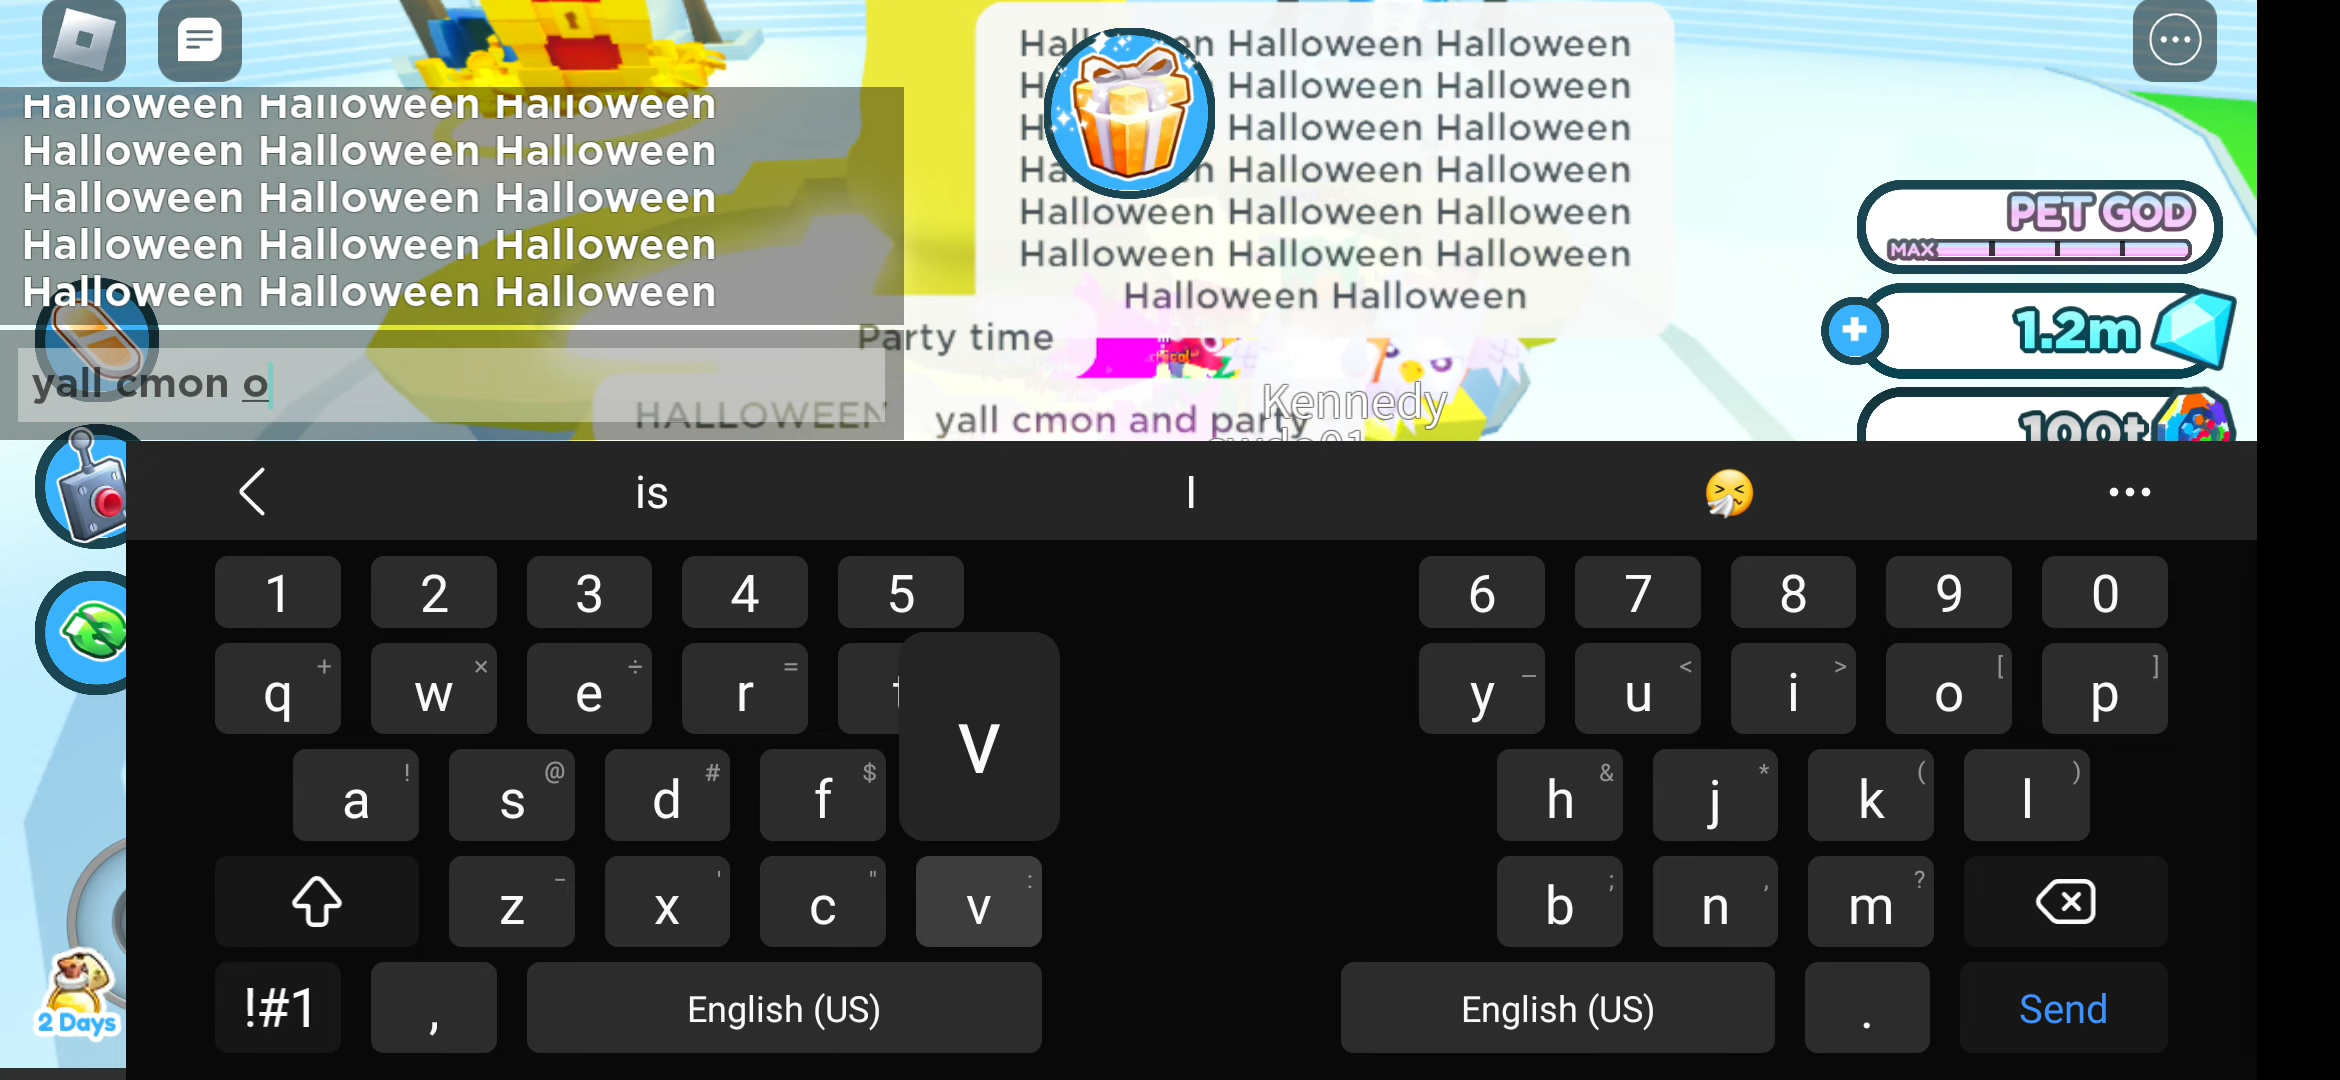 Halloween Halloween Halloween
Halloween Halloween Halloween
Halloween Halloween Halloween
Halloween Halloween Halloween
Halloween Halloween Halloween
yall cmon o
Halloween Halloween
Halloween Halloween
Halloween Halloween
Halloween Halloween
Halloween Halloween Halloween
Halloween Halloween Halloween
Halloween Halloween
Party time
HALLOWEEN
yall cmon and party
Kennedy
PET GOD
MAX
1.2m
100t
is
I
1 2 3 4 5 6 7 8 9 0
q + w × e ÷ r = t y _ u < i > o [ p ]
V
a ! s @ d # f $ h & j * k ( l )
z - x ' c " v : b ; n , m ?
!#1 , English (US) English (US) . Send
2 Days